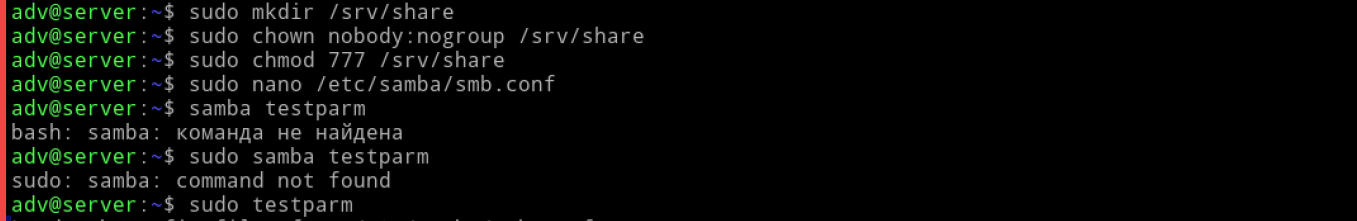 adv@server:~$ sudo mkdir /srv/share
adv@server:~$ sudo chown nobody:nogroup /srv/share
adv@server:~$ sudo chmod 777 /srv/share
adv@server:~$ sudo nano /etc/samba/smb.conf
adv@server:~$ samba testparm
bash: samba: команда не найдена
adv@server:~$ sudo samba testparm
sudo: samba: command not found
adv@server:~$ sudo testparm